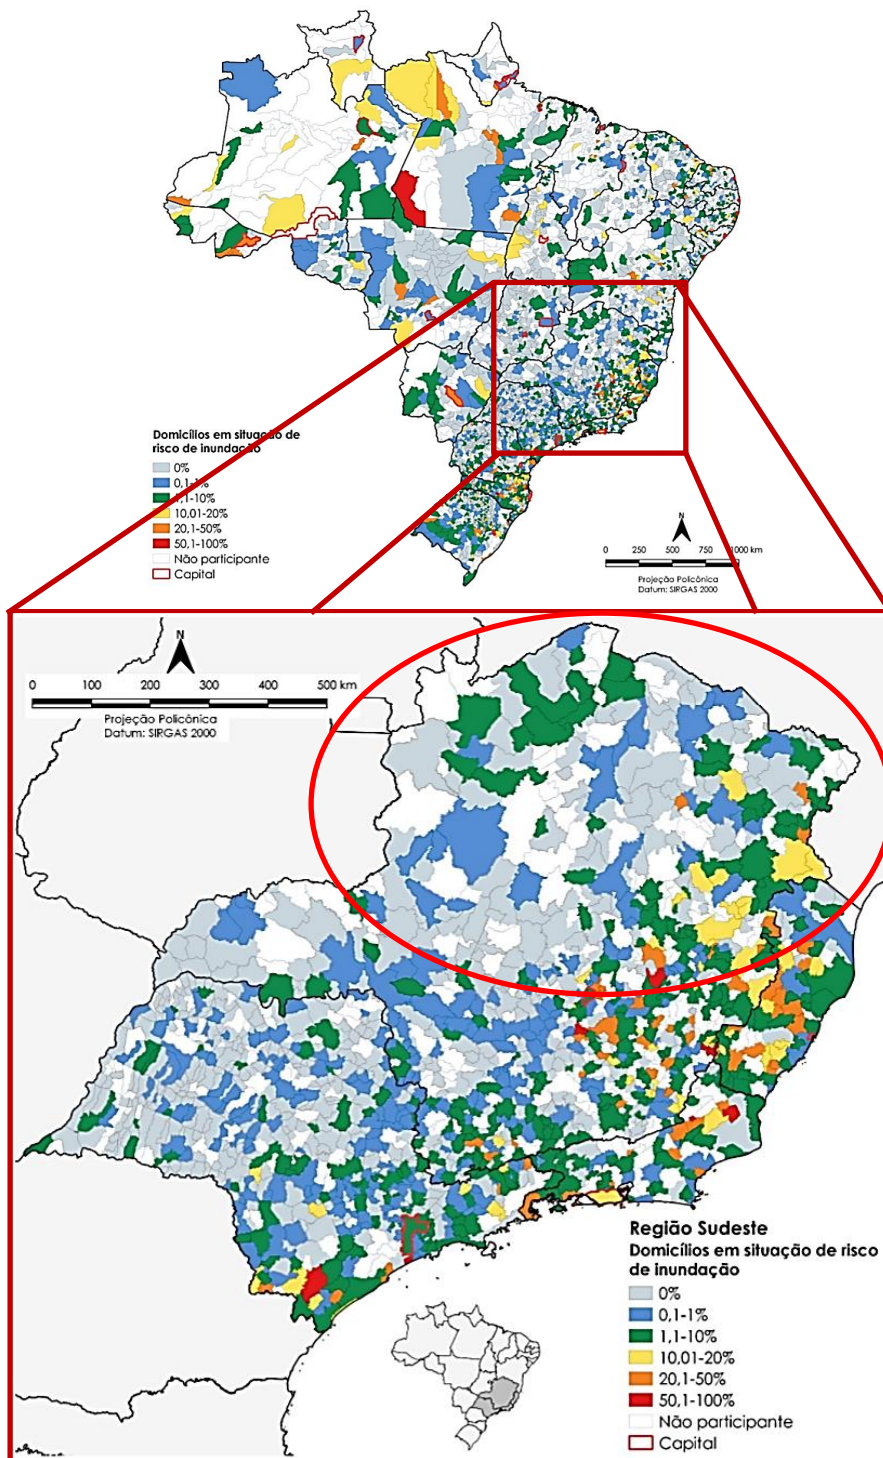 Domicílios em situação de
risco de inundação
0%
0,1-1%
1,1-10%
10,01-20%
20,1-50%
50,1-100%
Não participante
Capital
N
0 250 500 750 1000 km
Projeção Policônica
Datum: SIRGAS 2000
N
0 100 200 300 400 500 km
Projeção Policônica
Datum: SIRGAS 2000
Região Sudeste
Domicílios em situação de risco
de inundação
0%
0,1-1%
1,1-10%
10,01-20%
20,1-50%
50,1-100%
Não participante
Capital